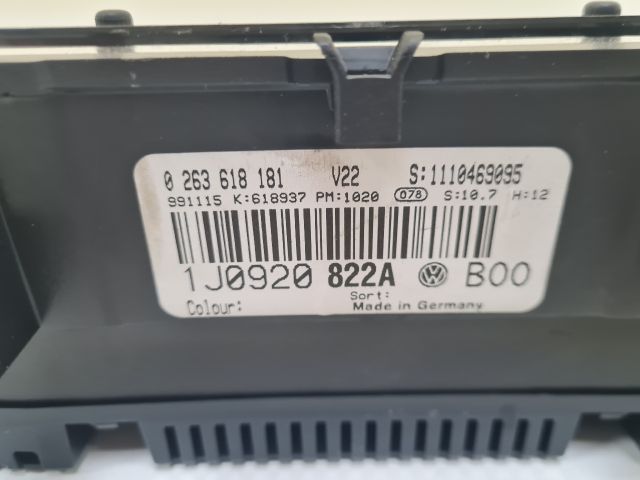 0 263 618 181 V22 S:1110469095
991115 K:618937 PM:1020 078 S:10.7 H:12
1J0920 822A VW B00
Sort:
Colour: Made in Germany